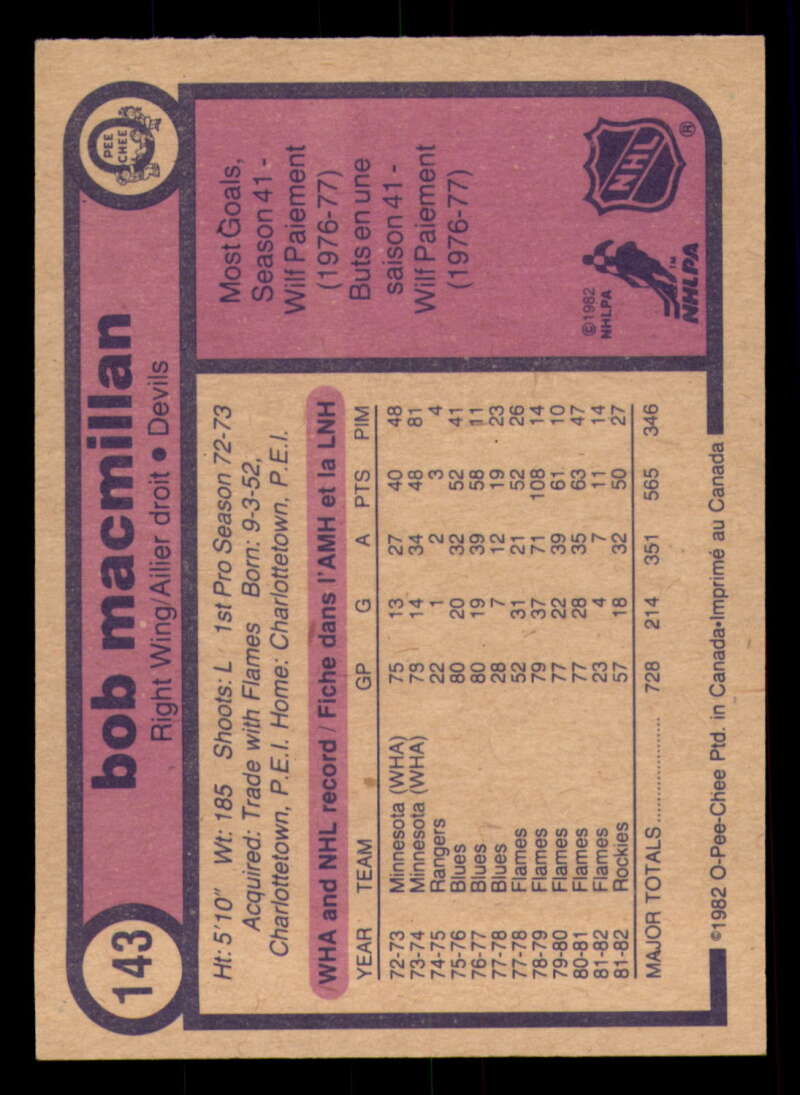 143
bob macmillan
Right Wing/Ailier droit • Devils
PEE
CHEE
Ht: 5'10" Wt: 185 Shoots: L 1st Pro Season 72-73
Acquired: Trade with Flames Born: 9-3-52,
Charlottetown, P.E.I. Home: Charlottetown, P.E.I.
WHA and NHL record / Fiche dans l'AMH et la LNH
YEAR TEAM GP G A PTS PIM
72-73 Minnesota (WHA) 75 13 27 40 48
73-74 Minnesota (WHA) 78 14 34 48 81
74-75 Rangers 22 1 2 3 4
75-76 Blues 80 20 32 52 41
76-77 Blues 80 19 39 58 11
77-78 Blues 28 7 12 19 23
77-78 Flames 52 31 21 52 26
78-79 Flames 79 37 71 108 14
79-80 Flames 77 22 39 61 10
80-81 Flames 77 28 35 63 47
81-82 Flames 23 4 7 11 14
81-82 Rockies 57 18 32 50 27
MAJOR TOTALS .................... 728 214 351 565 346
Most Goals,
Season 41 -
Wilf Paiement
(1976-77)
Buts en une
saison 41 -
Wilf Paiement
(1976-77)
©1982
NHLPA
NHLPA
™
NHL
®
©1982 O-Pee-Chee Ptd. in Canada•Imprimé au Canada